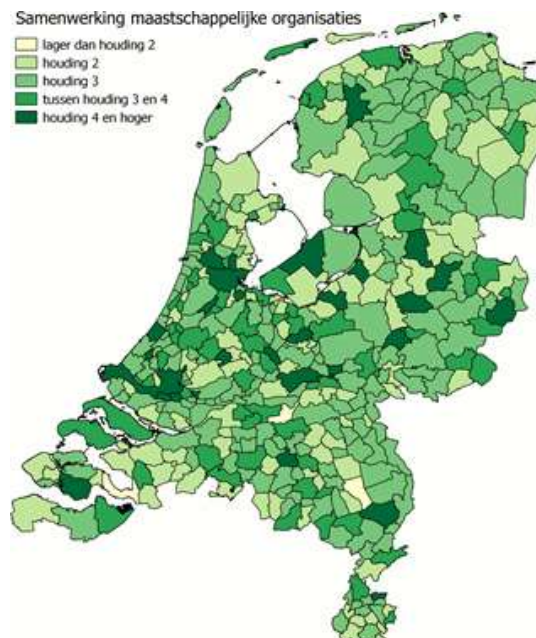 Samenwerking maastschappelijke organisaties
lager dan houding 2
houding 2
houding 3
tussen houding 3 en 4
houding 4 en hoger